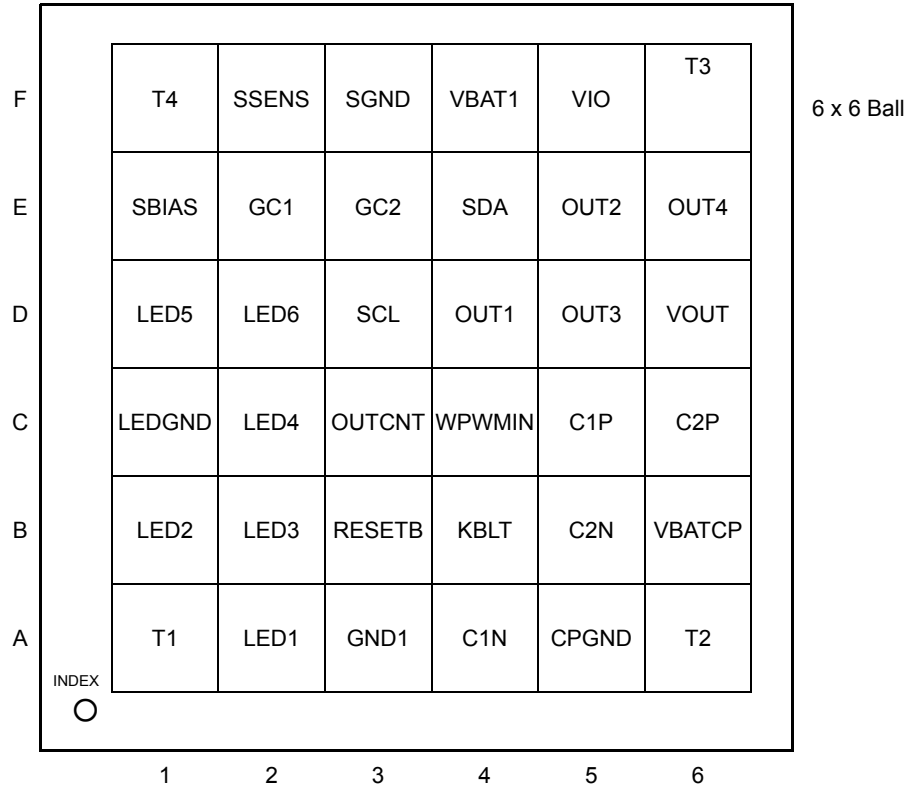 F T4 SSENS SGND VBAT1 VIO T3
6 x 6 Ball
E SBIAS GC1 GC2 SDA OUT2 OUT4
D LED5 LED6 SCL OUT1 OUT3 VOUT
C LEDGND LED4 OUTCNT WPWMIN C1P C2P
B LED2 LED3 RESETB KBLT C2N VBATCP
A T1 LED1 GND1 C1N CPGND T2
INDEX
1 2 3 4 5 6